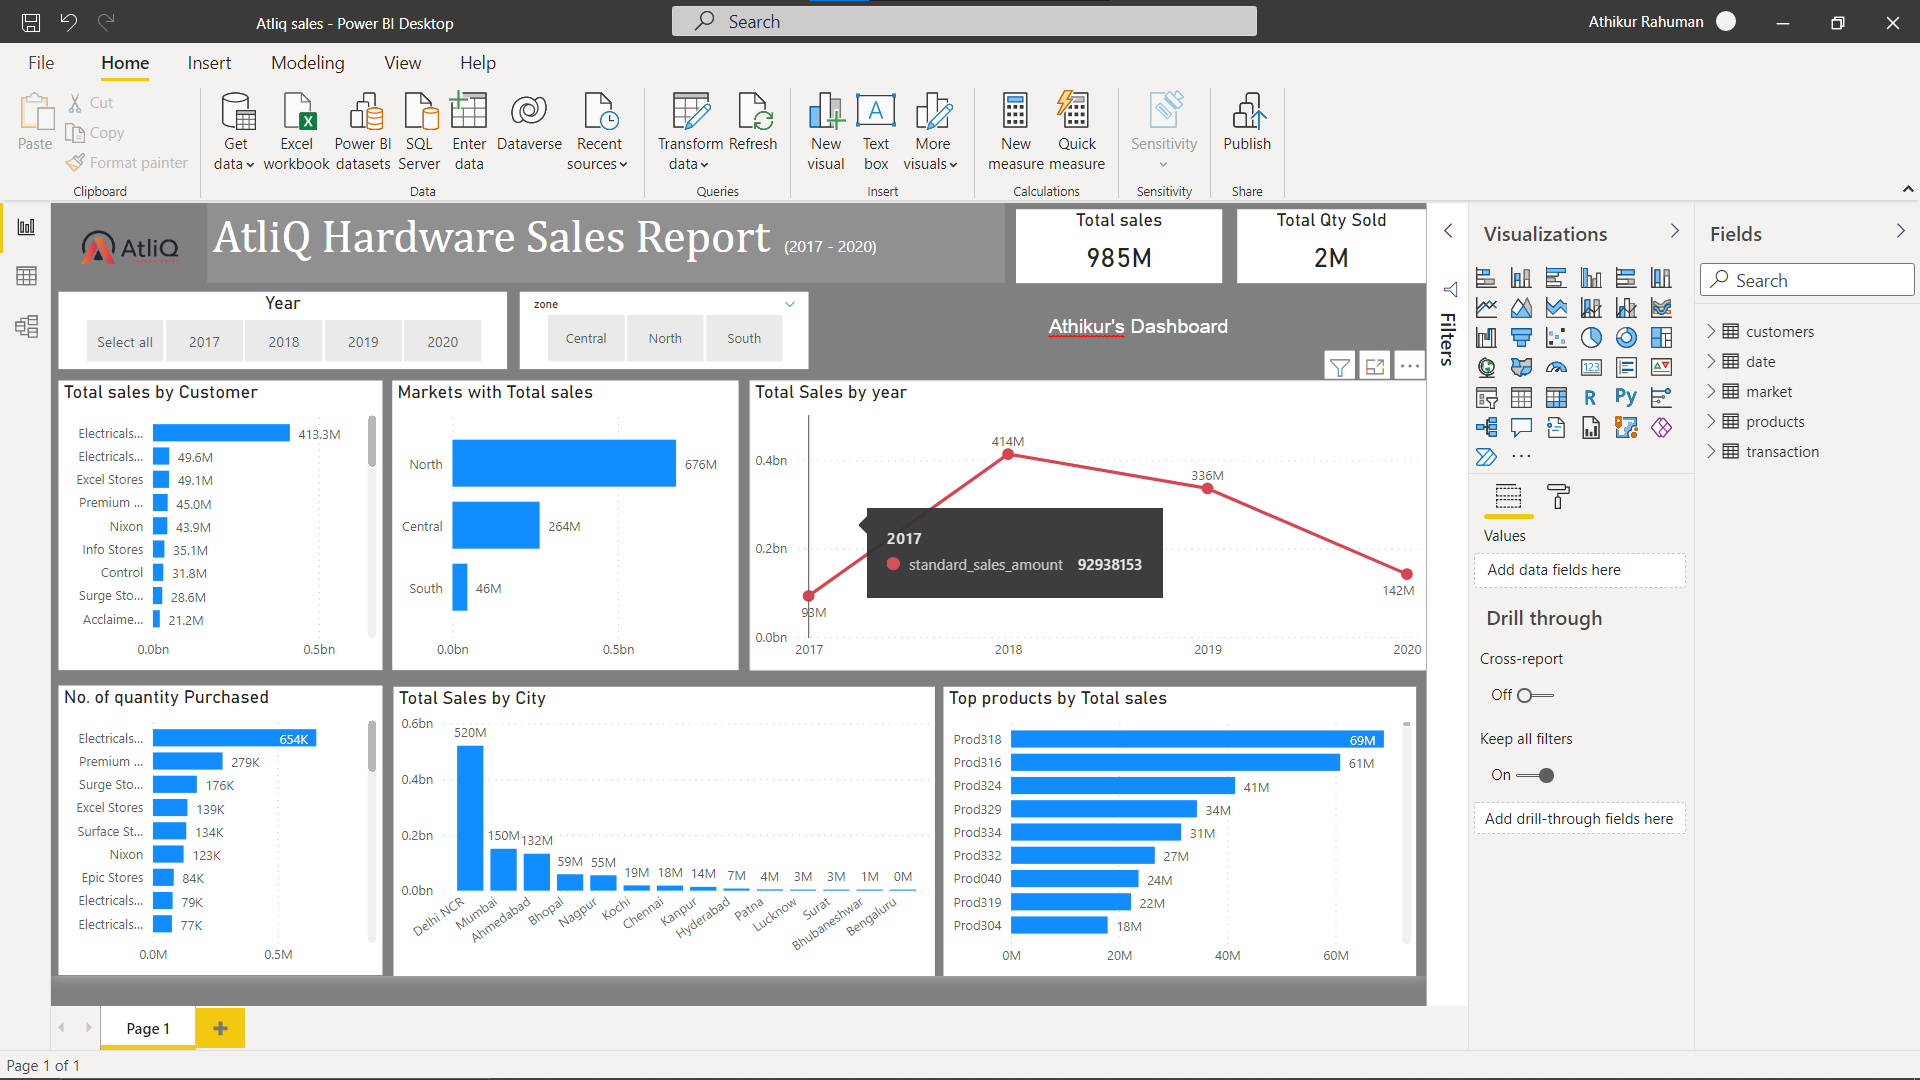 Atliq sales - Power BI Desktop
Search
Athikur Rahuman
File Home Insert Modeling View Help
Paste
Cut
Copy
Format painter
Clipboard
Get data
Excel workbook
Power BI datasets
SQL Server
Enter data
Dataverse
Recent sources
Data
Transform data
Refresh
Queries
New visual
Text box
More visuals
Insert
New measure
Quick measure
Calculations
Sensitivity
Sensitivity
Publish
Share
AtliQ
AtliQ Hardware Sales Report (2017 - 2020)
Total sales
985M
Total Qty Sold
2M
Year
Select all 2017 2018 2019 2020
zone
Central North South
Athikur's Dashboard
Total sales by Customer
Electricals... 413.3M
Electricals... 49.6M
Excel Stores 49.1M
Premium ... 45.0M
Nixon 43.9M
Info Stores 35.1M
Control 31.8M
Surge Sto... 28.6M
Acclaime... 21.2M
0.0bn 0.5bn
Markets with Total sales
North 676M
Central 264M
South 46M
0.0bn 0.5bn
Total Sales by year
0.4bn
0.2bn
0.0bn
414M
336M
93M
142M
2017
standard_sales_amount 92938153
2017 2018 2019 2020
No. of quantity Purchased
Electricals... 654K
Premium ... 279K
Surge Sto... 176K
Excel Stores 139K
Surface St... 134K
Nixon 123K
Epic Stores 84K
Electricals... 79K
Electricals... 77K
0.0M 0.5M
Total Sales by City
0.6bn
0.4bn
0.2bn
0.0bn
520M 150M 132M 59M 55M 19M 18M 14M 7M 4M 3M 3M 1M 0M
Delhi NCR Mumbai Ahmedabad Bhopal Nagpur Kochi Chennai Kanpur Hyderabad Patna Lucknow Surat Bhubaneshwar Bengaluru
Top products by Total sales
Prod318 69M
Prod316 61M
Prod324 41M
Prod329 34M
Prod334 31M
Prod332 27M
Prod040 24M
Prod319 22M
Prod304 18M
0M 20M 40M 60M
Filters
Visualizations
123
R
Py
...
Values
Add data fields here
Drill through
Cross-report
Off
Keep all filters
On
Add drill-through fields here
Fields
Search
customers
date
market
products
transaction
Page 1
Page 1 of 1